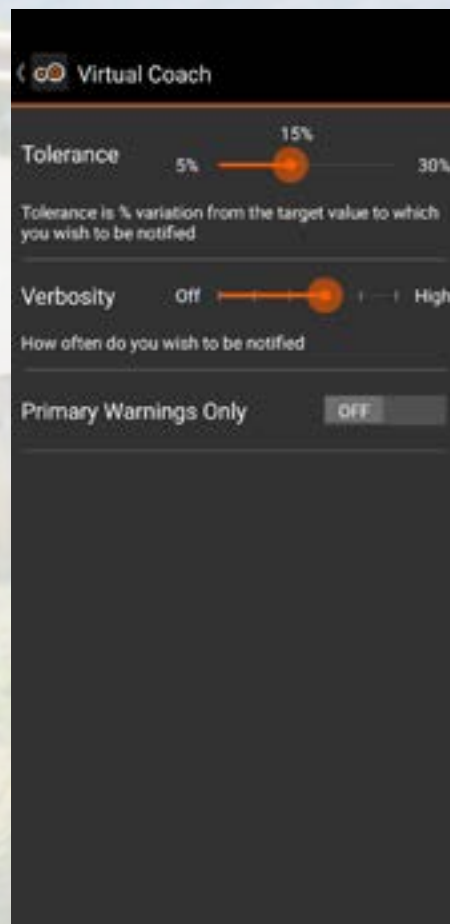 Virtual Coach
15%
Tolerance 5% 30%
Tolerance is % variation from the target value to which
you wish to be notified
Verbosity Off High
How often do you wish to be notified
Primary Warnings Only OFF